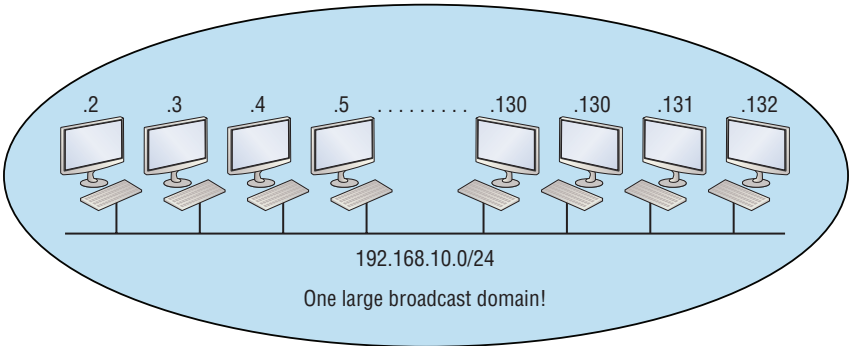 .2 .3 .4 .5 . . . . . . . . . .130 .130 .131 .132
192.168.10.0/24
One large broadcast domain!